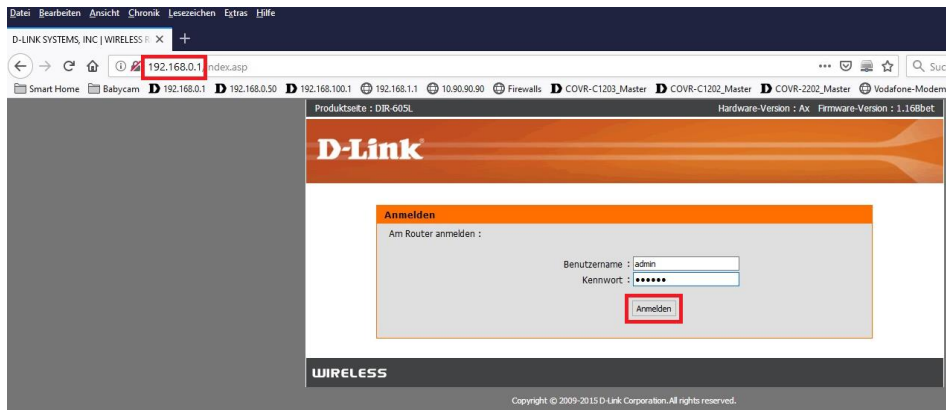 Datei Bearbeiten Ansicht Chronik Lesezeichen Extras Hilfe
D-LINK SYSTEMS, INC | WIRELESS R
192.168.0.1/index.asp
Suc
Smart Home Babycam 192.168.0.1 192.168.0.50 192.168.100.1 192.168.1.1 10.90.90.90 Firewalls COVR-C1203_Master COVR-C1202_Master COVR-2202_Master Vodafone-Modem
Produktseite : DIR-605L Hardware-Version : Ax Firmware-Version : 1.16Bbet
D-Link
Anmelden
Am Router anmelden :
Benutzername : admin
Kennwort : ●●●●●●
Anmelden
WIRELESS
Copyright © 2009-2015 D-Link Corporation. All rights reserved.